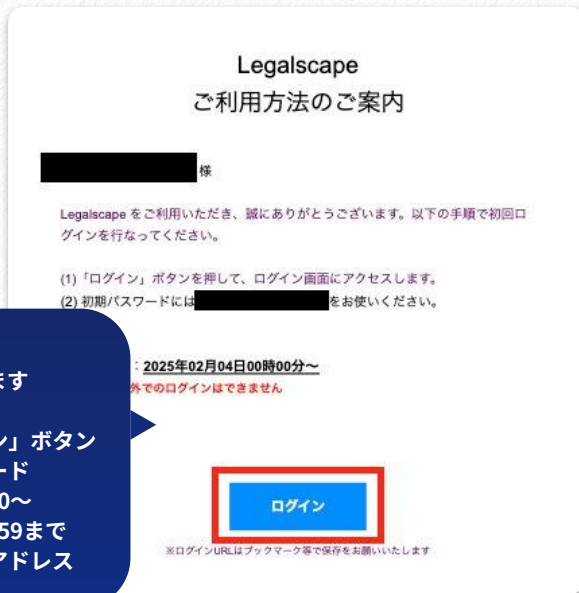 Legalscape
ご利用方法のご案内
様
Legalscape をご利用いただき、誠にありがとうございます。以下の手順で初回ロ
グインを行なってください。
(1)「ログイン」ボタンを押して、ログイン画面にアクセスします。
(2) 初期パスワードには
をお使いください。
：2025年02月04日00時00分～
外でのログインはできません
ます
ン」ボタン
ード
0～
59まで
アドレス
ログイン
※ログインURLはブックマーク等で保存をお願いいたします